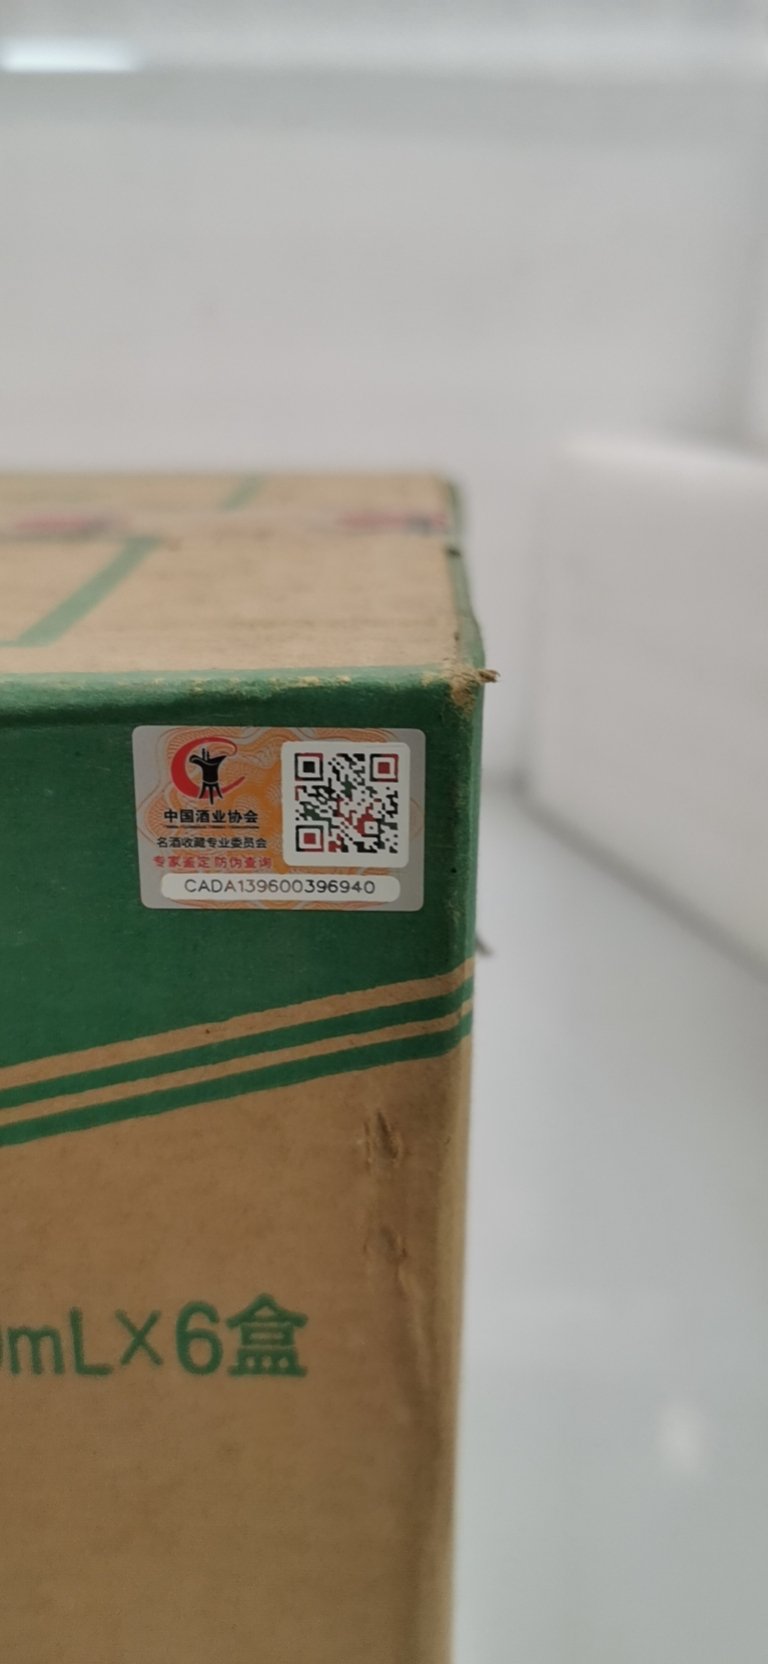 中国酒业协会
名酒收藏专业委员会
专家鉴定 防伪查询
CADA139600396940
mL×6盒